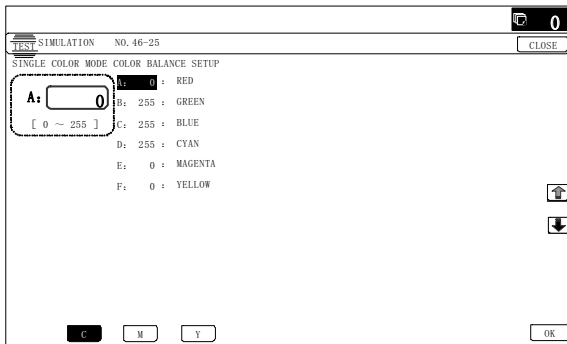 0
TEST SIMULATION NO.46-25 CLOSE
SINGLE COLOR MODE COLOR BALANCE SETUP
A: 0
[ 0 ~ 255 ]
A: 0 : RED
B: 255 : GREEN
C: 255 : BLUE
D: 255 : CYAN
E: 0 : MAGENTA
F: 0 : YELLOW
C M Y OK